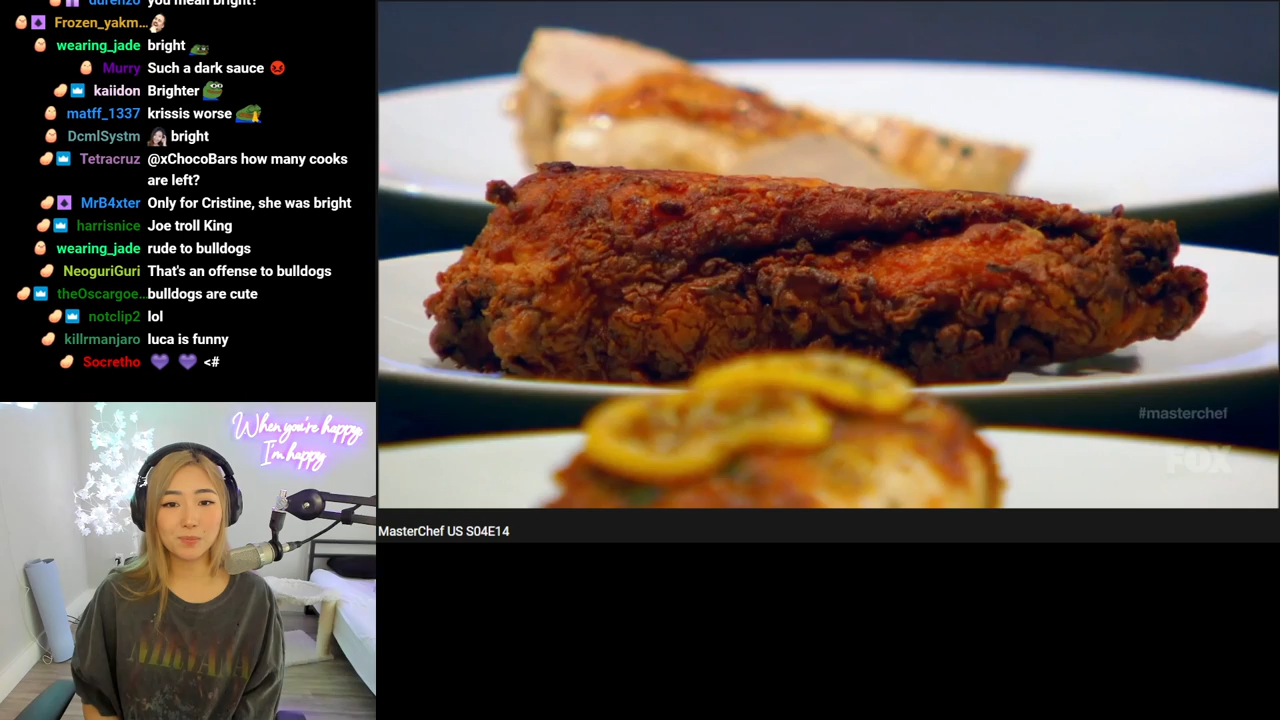 durenzo you mean bright?
Frozen_yakm…
wearing_jade bright
Murry Such a dark sauce
kaiidon Brighter
matff_1337 krissis worse
DcmlSystm bright
Tetracruz @xChocoBars how many cooks
are left?
MrB4xter Only for Cristine, she was bright
harrisnice Joe troll King
wearing_jade rude to bulldogs
NeoguriGuri That's an offense to bulldogs
theOscargoe… bulldogs are cute
notclip2 lol
killrmanjaro luca is funny
Socretho <#
When you're happy,
I'm happy
NIRVANA
#masterchef
FOX
MasterChef US S04E14